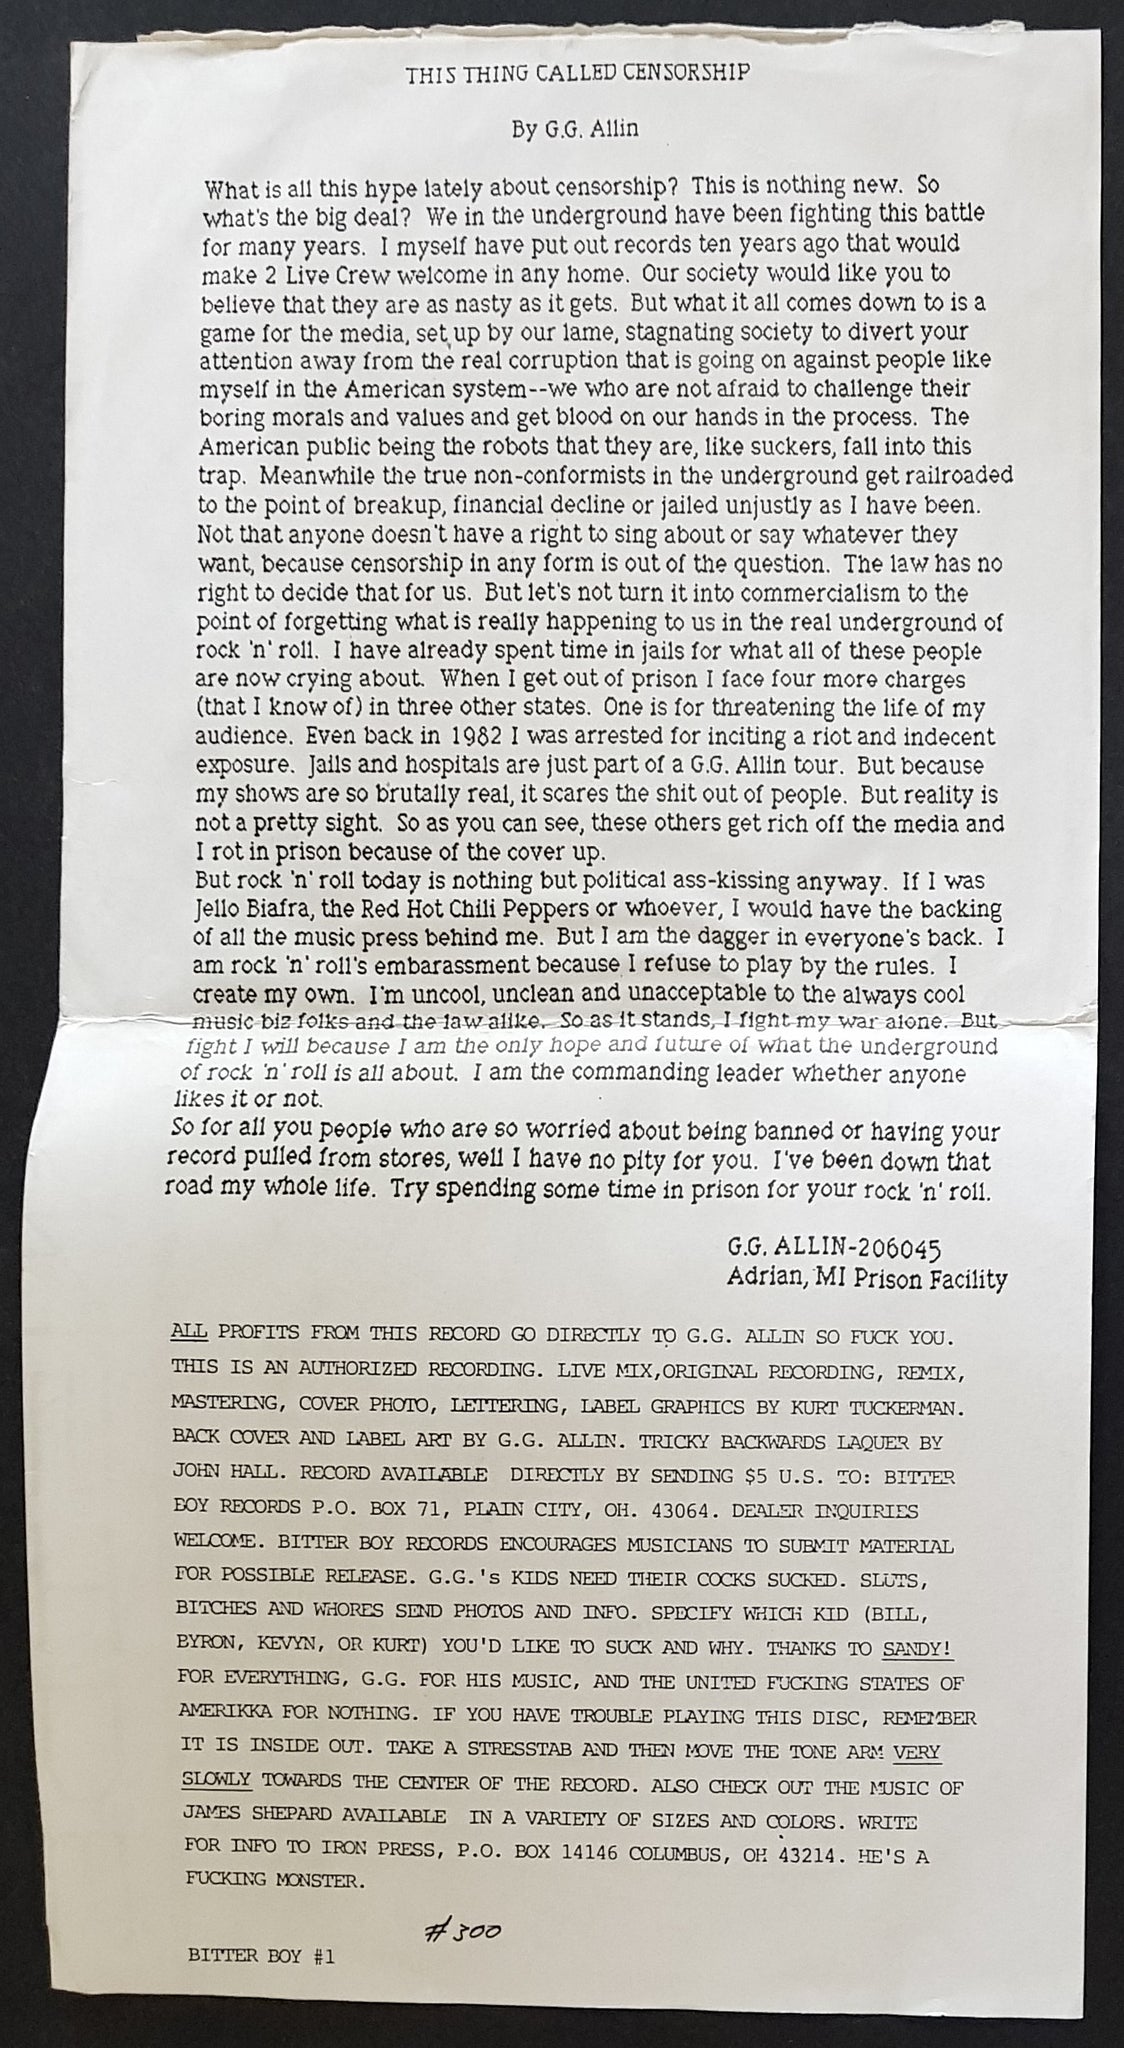 THIS THING CALLED CENSORSHIP
By G.G. Allin
What is all this hype lately about censorship? This is nothing new. So
what's the big deal? We in the underground have been fighting this battle
for many years. I myself have put out records ten years ago that would
make 2 Live Crew welcome in any home. Our society would like you to
believe that they are as nasty as it gets. But what it all comes down to is a
game for the media, set up by our lame, stagnating society to divert your
attention away from the real corruption that is going on against people like
myself in the American system--we who are not afraid to challenge their
boring morals and values and get blood on our hands in the process. The
American public being the robots that they are, like suckers, fall into this
trap. Meanwhile the true non-conformists in the underground get railroaded
to the point of breakup, financial decline or jailed unjustly as I have been.
Not that anyone doesn't have a right to sing about or say whatever they
want, because censorship in any form is out of the question. The law has no
right to decide that for us. But let's not turn it into commercialism to the
point of forgetting what is really happening to us in the real underground of
rock 'n' roll. I have already spent time in jails for what all of these people
are now crying about. When I get out of prison I face four more charges
(that I know of) in three other states. One is for threatening the life of my
audience. Even back in 1982 I was arrested for inciting a riot and indecent
exposure. Jails and hospitals are just part of a G.G. Allin tour. But because
my shows are so brutally real, it scares the shit out of people. But reality is
not a pretty sight. So as you can see, these others get rich off the media and
I rot in prison because of the cover up.
But rock 'n' roll today is nothing but political ass-kissing anyway. If I was
Jello Biafra, the Red Hot Chili Peppers or whoever, I would have the backing
of all the music press behind me. But I am the dagger in everyone's back. I
am rock 'n' roll's embarassment because I refuse to play by the rules. I
create my own. I'm uncool, unclean and unacceptable to the always cool
music biz folks and the law alike. So as it stands, I fight my war alone. But
fight I will because I am the only hope and future of what the underground
of rock 'n' roll is all about. I am the commanding leader whether anyone
likes it or not.
So for all you people who are so worried about being banned or having your
record pulled from stores, well I have no pity for you. I've been down that
road my whole life. Try spending some time in prison for your rock 'n' roll.
G.G. ALLIN-206045
Adrian, MI Prison Facility
ALL PROFITS FROM THIS RECORD GO DIRECTLY TO G.G. ALLIN SO FUCK YOU.
THIS IS AN AUTHORIZED RECORDING. LIVE MIX,ORIGINAL RECORDING, REMIX,
MASTERING, COVER PHOTO, LETTERING, LABEL GRAPHICS BY KURT TUCKERMAN.
BACK COVER AND LABEL ART BY G.G. ALLIN. TRICKY BACKWARDS LAQUER BY
JOHN HALL. RECORD AVAILABLE DIRECTLY BY SENDING $5 U.S. TO: BITTER
BOY RECORDS P.O. BOX 71, PLAIN CITY, OH. 43064. DEALER INQUIRIES
WELCOME. BITTER BOY RECORDS ENCOURAGES MUSICIANS TO SUBMIT MATERIAL
FOR POSSIBLE RELEASE. G.G.'s KIDS NEED THEIR COCKS SUCKED. SLUTS,
BITCHES AND WHORES SEND PHOTOS AND INFO. SPECIFY WHICH KID (BILL,
BYRON, KEVYN, OR KURT) YOU'D LIKE TO SUCK AND WHY. THANKS TO SANDY!
FOR EVERYTHING, G.G. FOR HIS MUSIC, AND THE UNITED FUCKING STATES OF
AMERIKKA FOR NOTHING. IF YOU HAVE TROUBLE PLAYING THIS DISC, REMEMBER
IT IS INSIDE OUT. TAKE A STRESSTAB AND THEN MOVE THE TONE ARM VERY
SLOWLY TOWARDS THE CENTER OF THE RECORD. ALSO CHECK OUT THE MUSIC OF
JAMES SHEPARD AVAILABLE IN A VARIETY OF SIZES AND COLORS. WRITE
FOR INFO TO IRON PRESS, P.O. BOX 14146 COLUMBUS, OH 43214. HE'S A
FUCKING MONSTER.
#300
BITTER BOY #1